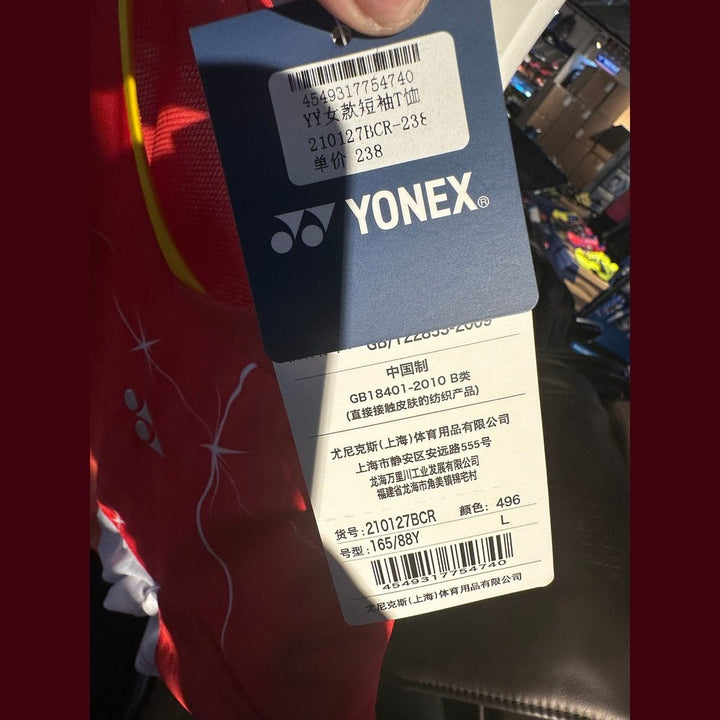 4549317754740
YY女款短袖T恤
210127BCR-238
单价 238
YONEX®
GB/T22853-2009
中国制
GB18401-2010 B类
(直接接触皮肤的纺织产品)
尤尼克斯(上海)体育用品有限公司
上海市静安区安远路555号
龙海万里川工业发展有限公司
福建省龙海市角美镇锦宅村
货号:210127BCR 颜色: 496
号型:165/88Y L
4549317754740
尤尼克斯(上海)体育用品有限公司